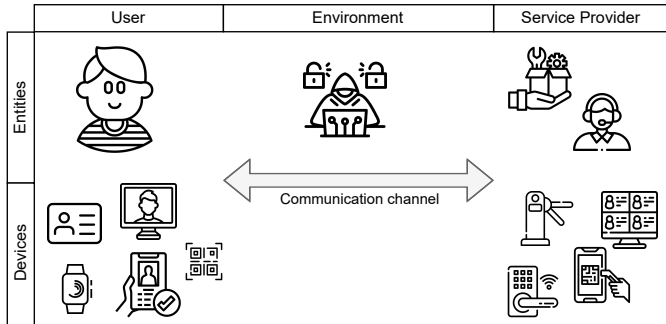 User
Environment
Service Provider
Entities
Communication channel
Devices